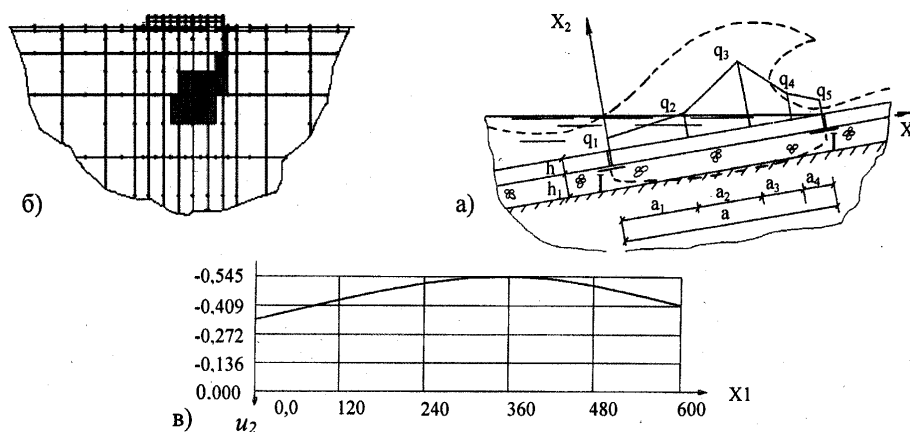 б)
X₂
q₃
q₄
q₅
q₂
q₁
X
h
h₁
a₁
a₂
a₃
a₄
a
а)
-0,545
-0,409
-0,272
-0,136
0.000
0,0
120
240
360
480
600
X1
в)
u₂